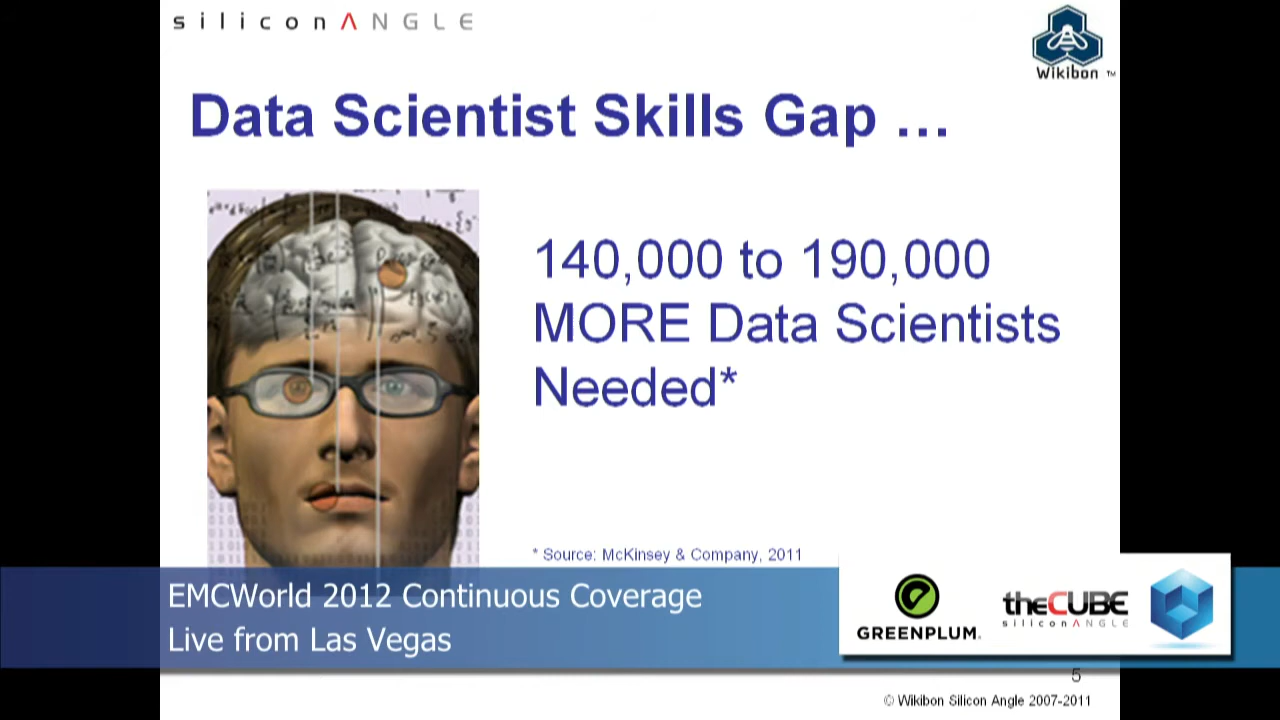 siliconANGLE
Wikibon TM
Data Scientist Skills Gap ...
140,000 to 190,000
MORE Data Scientists
Needed*
* Source: McKinsey & Company, 2011
EMCWorld 2012 Continuous Coverage
Live from Las Vegas
GREENPLUM.
theCUBE
siliconANGLE
5
© Wikibon Silicon Angle 2007-2011